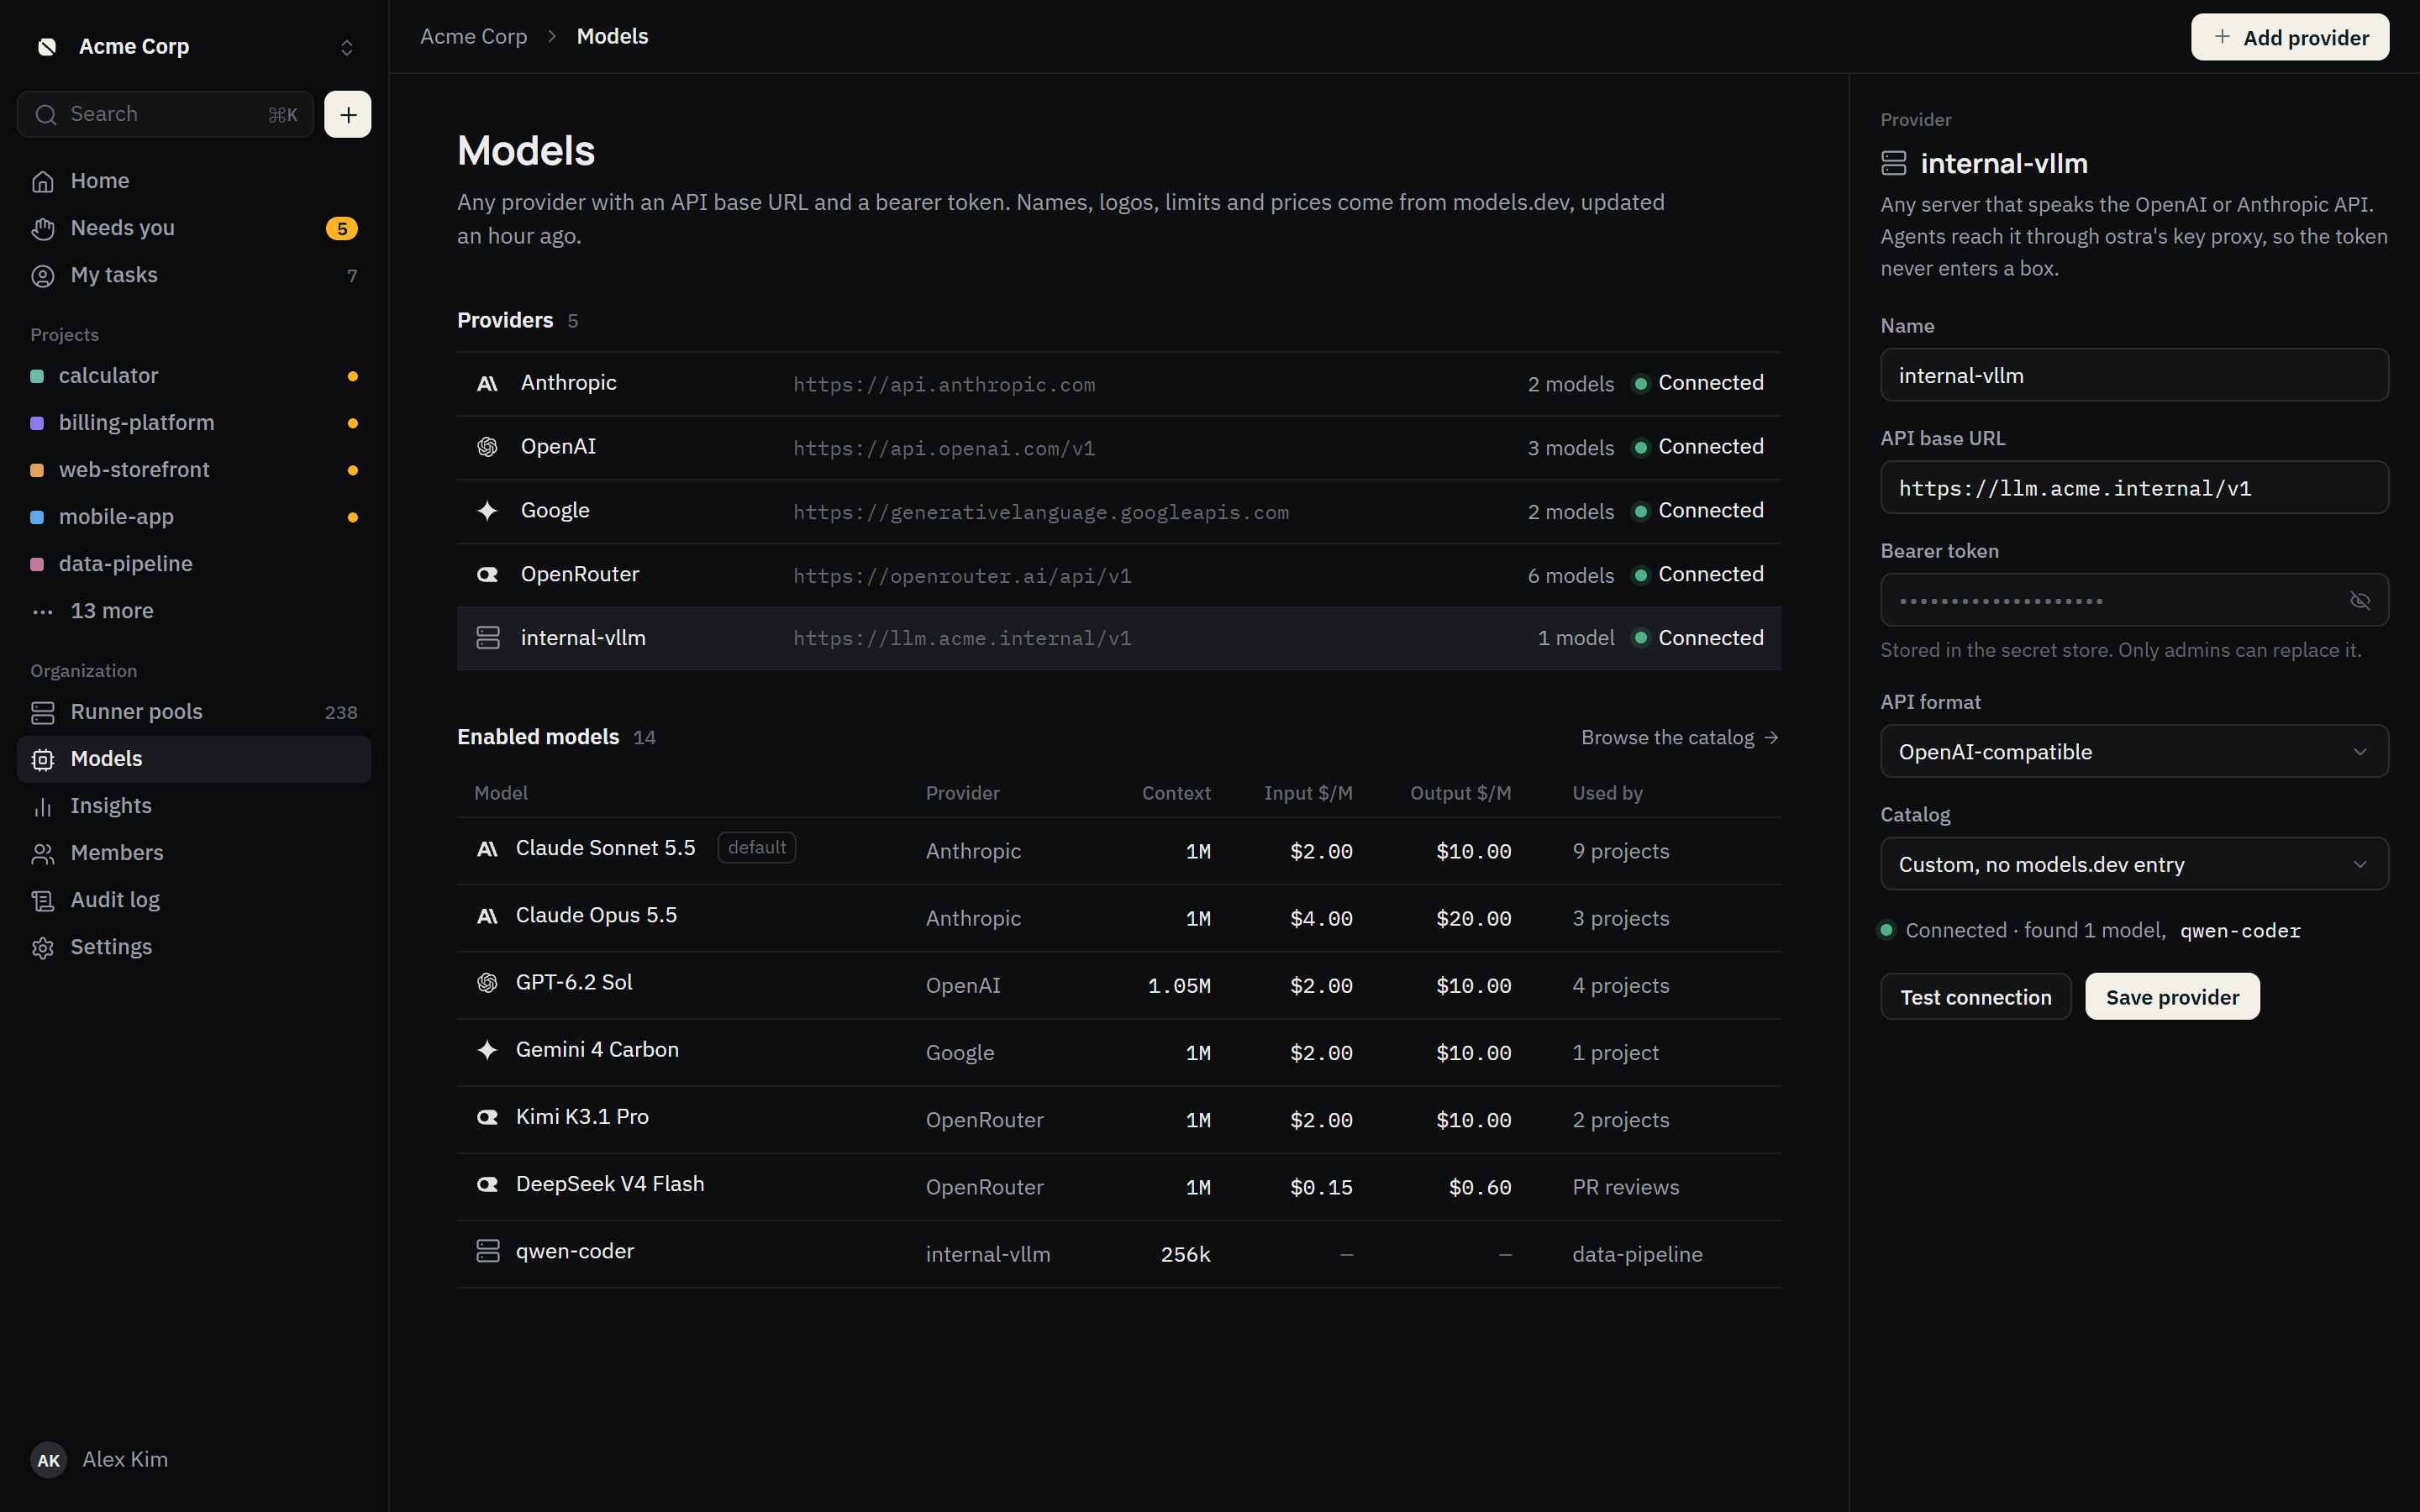 Acme Corp
Search ⌘K
Home
Needs you 5
My tasks 7
Projects
calculator
billing-platform
web-storefront
mobile-app
data-pipeline
13 more
Organization
Runner pools 238
Models
Insights
Members
Audit log
Settings
AK Alex Kim
Acme Corp > Models
+ Add provider
Models
Any provider with an API base URL and a bearer token. Names, logos, limits and prices come from models.dev, updated
an hour ago.
Providers 5
Anthropic https://api.anthropic.com 2 models Connected
OpenAI https://api.openai.com/v1 3 models Connected
Google https://generativelanguage.googleapis.com 2 models Connected
OpenRouter https://openrouter.ai/api/v1 6 models Connected
internal-vllm https://llm.acme.internal/v1 1 model Connected
Enabled models 14 Browse the catalog →
Model Provider Context Input $/M Output $/M Used by
Claude Sonnet 5.5 default Anthropic 1M $2.00 $10.00 9 projects
Claude Opus 5.5 Anthropic 1M $4.00 $20.00 3 projects
GPT-6.2 Sol OpenAI 1.05M $2.00 $10.00 4 projects
Gemini 4 Carbon Google 1M $2.00 $10.00 1 project
Kimi K3.1 Pro OpenRouter 1M $2.00 $10.00 2 projects
DeepSeek V4 Flash OpenRouter 1M $0.15 $0.60 PR reviews
qwen-coder internal-vllm 256k — — data-pipeline
Provider
internal-vllm
Any server that speaks the OpenAI or Anthropic API.
Agents reach it through ostra's key proxy, so the token
never enters a box.
Name
internal-vllm
API base URL
https://llm.acme.internal/v1
Bearer token
••••••••••••••••••••
Stored in the secret store. Only admins can replace it.
API format
OpenAI-compatible
Catalog
Custom, no models.dev entry
Connected · found 1 model, qwen-coder
Test connection
Save provider